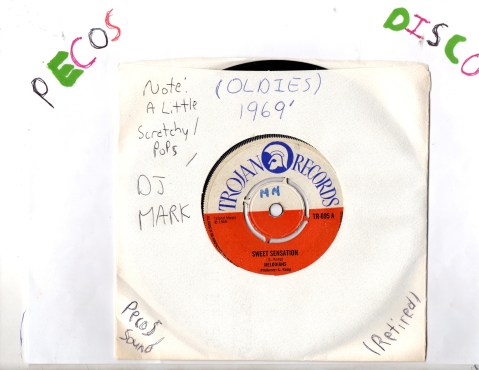 PECOS
DISCO
(OLDIES)
1969'
Note:
A Little
Scratchy/
Pops/
DJ
MARK
TROJAN RECORDS
MN
TR-695 A
SWEET SENSATION
MELODIANS
Pecos
Sound
(Retired)